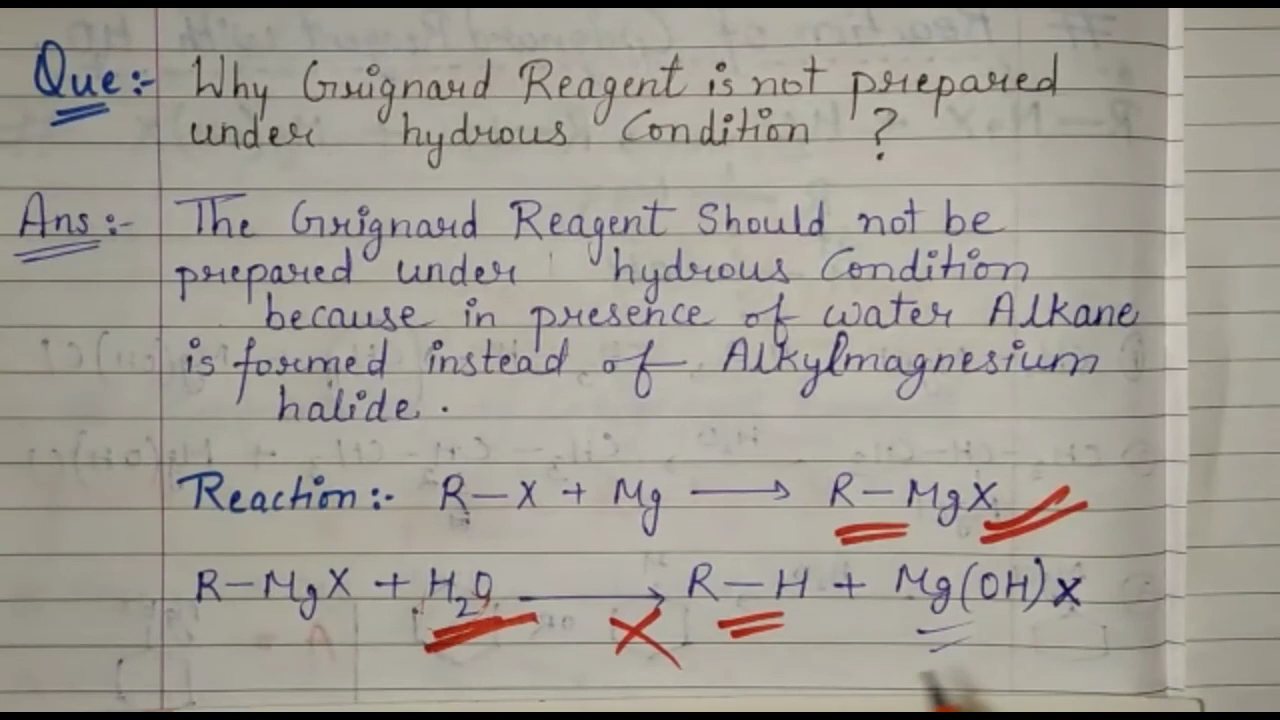 Que:- Why Grignard Reagent is not prepared
under hydrous Condition ?
Ans:- The Grignard Reagent Should not be
prepared under hydrous Condition
because in presence of water Alkane
is formed instead of Alkylmagnesium
halide.
Reaction:- R-X + Mg ⟶ R-MgX
R-MgX + H₂O ⟶ R-H + Mg(OH)X